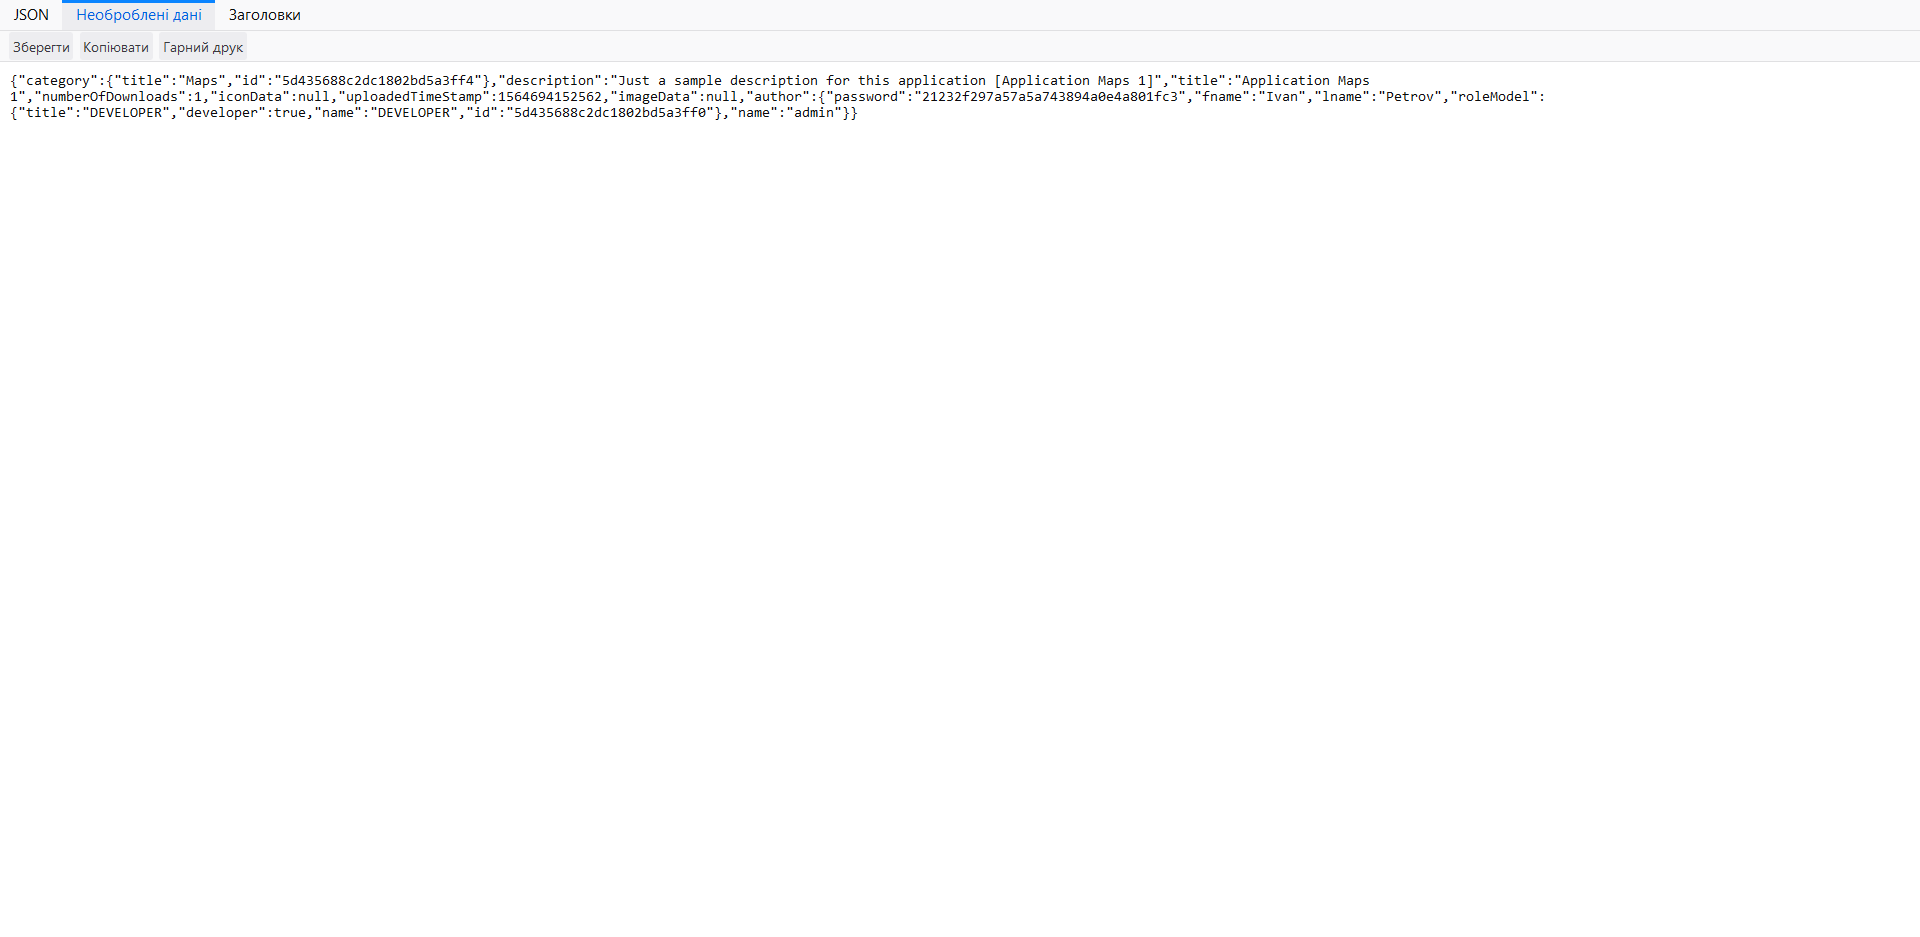 JSON Необроблені дані Заголовки
Зберегти Копіювати Гарний друк
{"category":{"title":"Maps","id":"5d435688c2dc1802bd5a3ff4"},"description":"Just a sample description for this application [Application Maps 1]","title":"Application Maps
1","numberOfDownloads":1,"iconData":null,"uploadedTimeStamp":1564694152562,"imageData":null,"author":{"password":"21232f297a57a5a743894a0e4a801fc3","fname":"Ivan","lname":"Petrov","roleModel":
{"title":"DEVELOPER","developer":true,"name":"DEVELOPER","id":"5d435688c2dc1802bd5a3ff0"},"name":"admin"}}